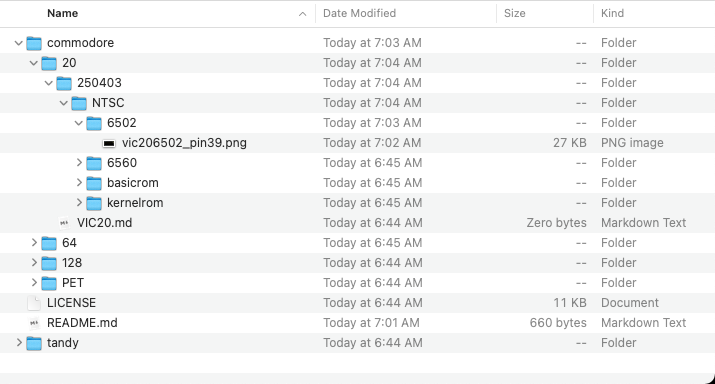 Name Date Modified Size Kind
commodore Today at 7:03 AM -- Folder
20 Today at 7:04 AM -- Folder
250403 Today at 7:04 AM -- Folder
NTSC Today at 7:04 AM -- Folder
6502 Today at 7:03 AM -- Folder
vic206502_pin39.png Today at 7:02 AM 27 KB PNG image
6560 Today at 6:45 AM -- Folder
basicrom Today at 6:45 AM -- Folder
kernelrom Today at 6:45 AM -- Folder
VIC20.md Today at 6:44 AM Zero bytes Markdown Text
64 Today at 6:45 AM -- Folder
128 Today at 6:44 AM -- Folder
PET Today at 6:44 AM -- Folder
LICENSE Today at 6:44 AM 11 KB Document
README.md Today at 7:01 AM 660 bytes Markdown Text
tandy Today at 6:44 AM -- Folder